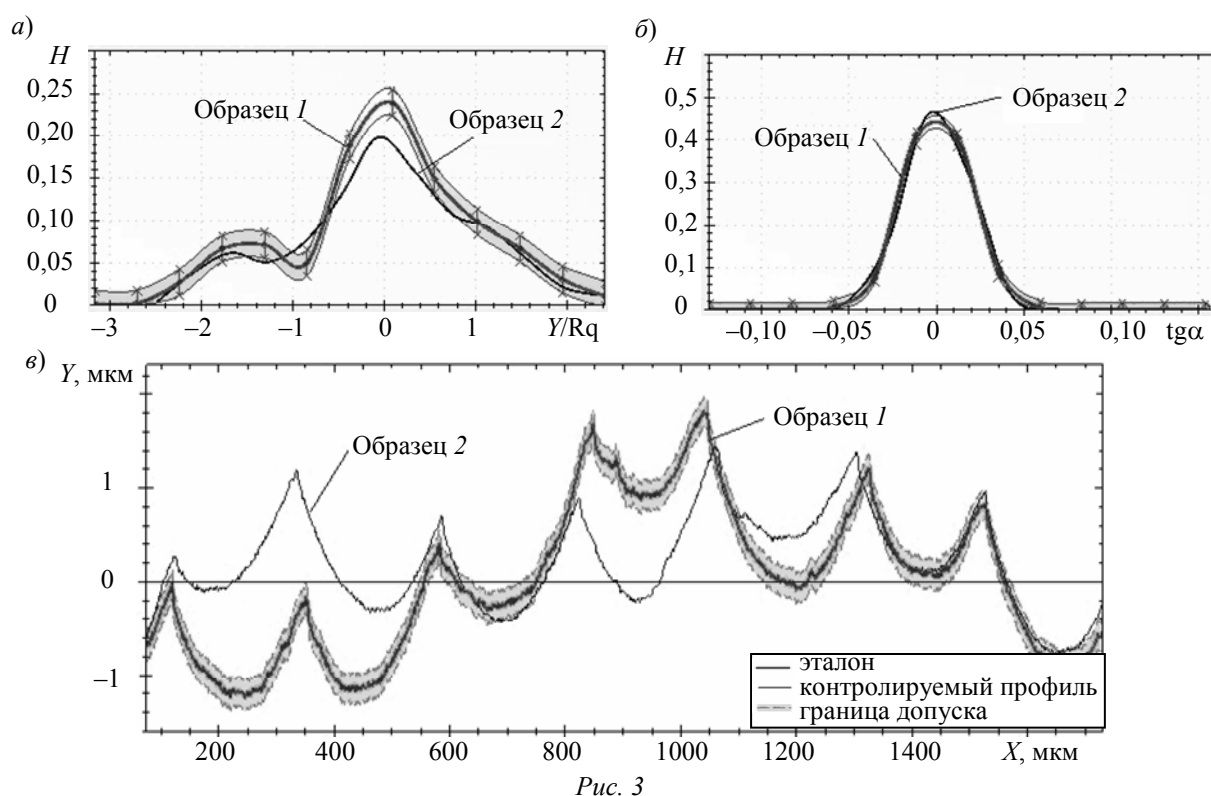 а)
H
0,25
0,20
0,15
0,10
0,05
0
–3
–2
–1
0
1
Y/Rq
Образец 1
Образец 2
б)
H
0,5
0,4
0,3
0,2
0,1
0
–0,10
–0,05
0
0,05
0,10
tgα
Образец 2
Образец 1
в)
Y, мкм
1
0
–1
Образец 2
Образец 1
эталон
контролируемый профиль
граница допуска
200
400
600
800
1000
1200
1400
X, мкм
Рис. 3